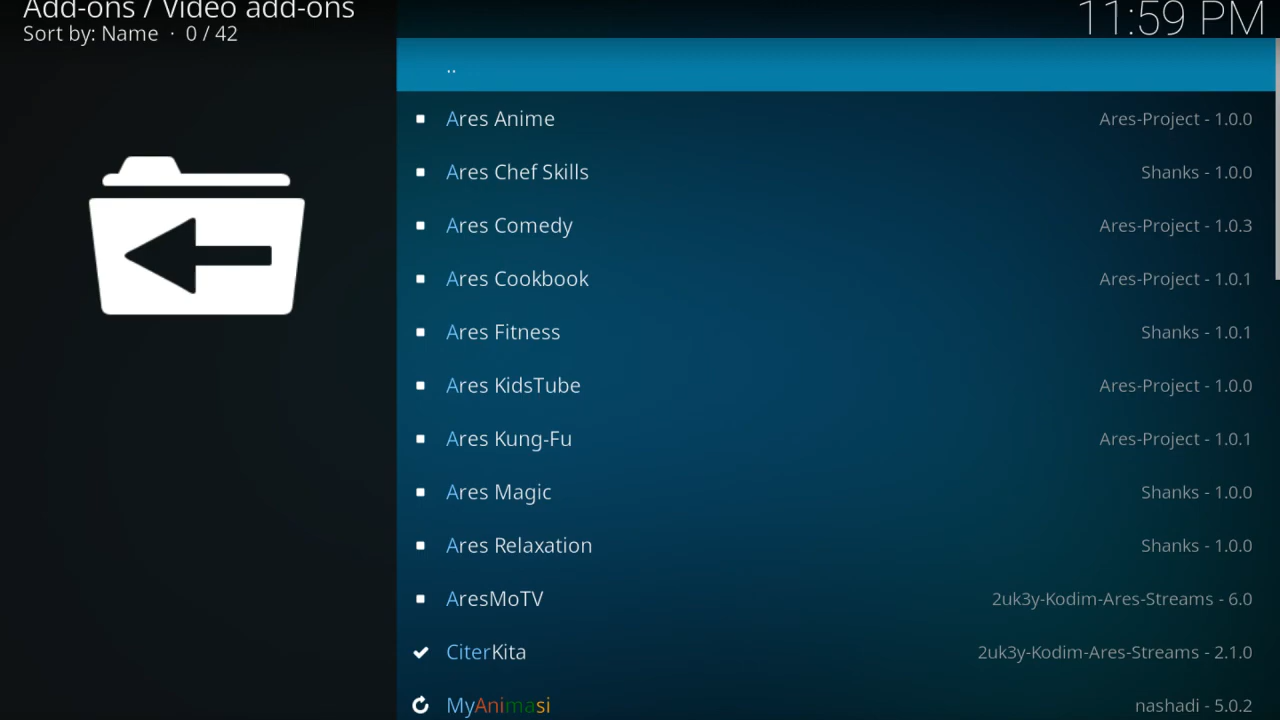 Add-ons / Video add-ons
Sort by: Name · 0 / 42
11:59 PM
..
Ares Anime Ares-Project - 1.0.0
Ares Chef Skills Shanks - 1.0.0
Ares Comedy Ares-Project - 1.0.3
Ares Cookbook Ares-Project - 1.0.1
Ares Fitness Shanks - 1.0.1
Ares KidsTube Ares-Project - 1.0.0
Ares Kung-Fu Ares-Project - 1.0.1
Ares Magic Shanks - 1.0.0
Ares Relaxation Shanks - 1.0.0
AresMoTV 2uk3y-Kodim-Ares-Streams - 6.0
CiterKita 2uk3y-Kodim-Ares-Streams - 2.1.0
MyAnimasi nashadi - 5.0.2